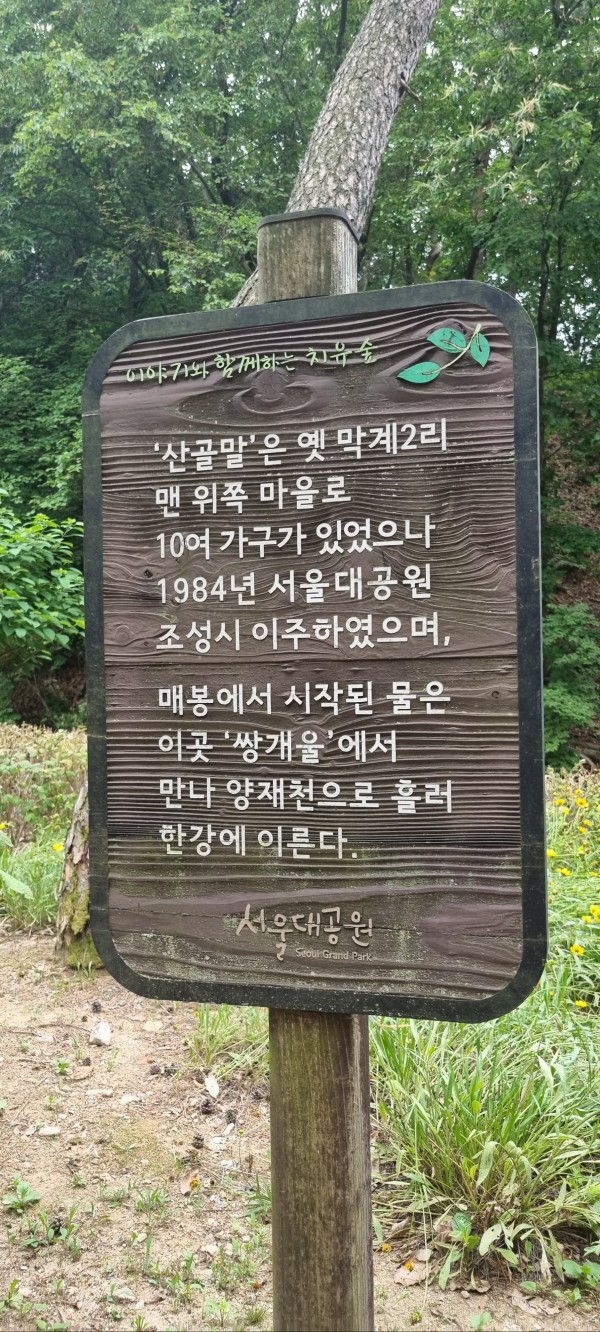 이야기와 함께하는 치유숲
'산골말'은 옛 막계2리
맨 위쪽 마을로
10여 가구가 있었으나
1984년 서울대공원
조성시 이주하였으며,
매봉에서 시작된 물은
이곳 '쌍개울'에서
만나 양재천으로 흘러
한강에 이른다.
서울대공원
Seoul Grand Park